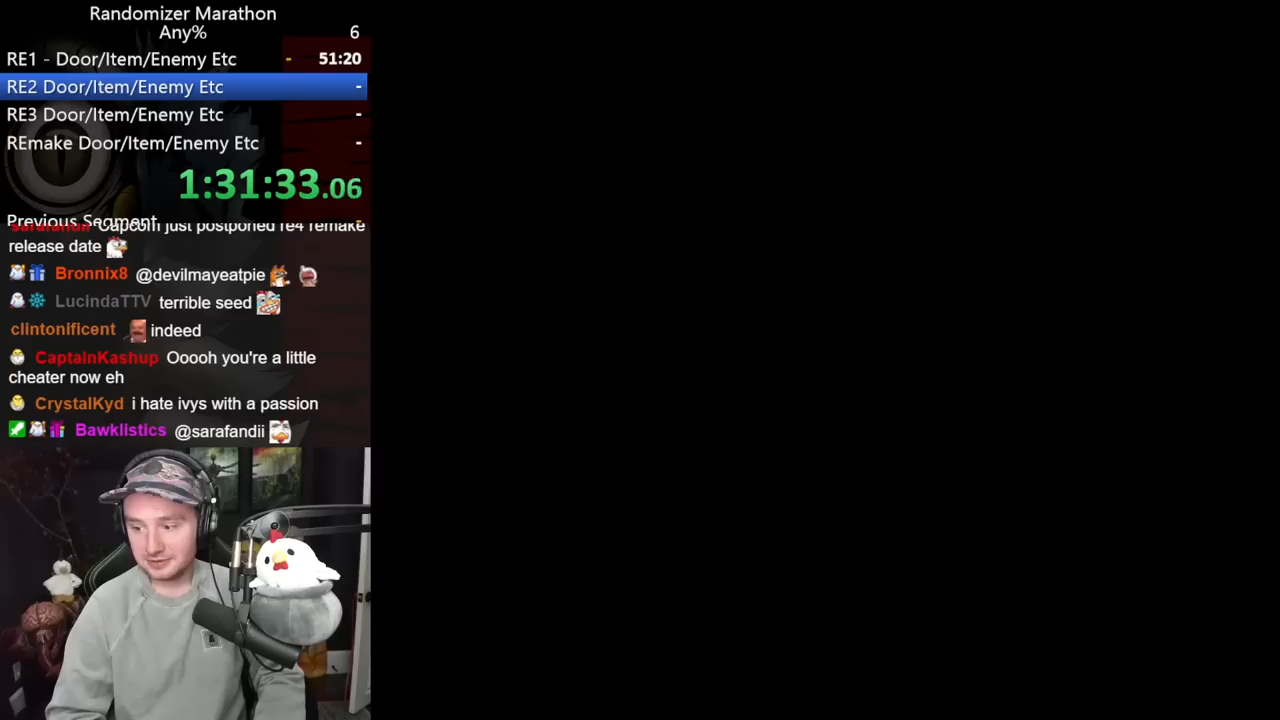 Randomizer Marathon
Any% 6
RE1 - Door/Item/Enemy Etc - 51:20
RE2 Door/Item/Enemy Etc -
RE3 Door/Item/Enemy Etc -
REmake Door/Item/Enemy Etc -
1:31:33.06
Previous Segment -
Capcom just postponed re4 remake
release date
Bronnix8 @devilmayeatpie
LucindaTTV terrible seed
clintonificent indeed
CaptainKashup Ooooh you're a little
cheater now eh
CrystalKyd i hate ivys with a passion
Bawklistics @sarafandii